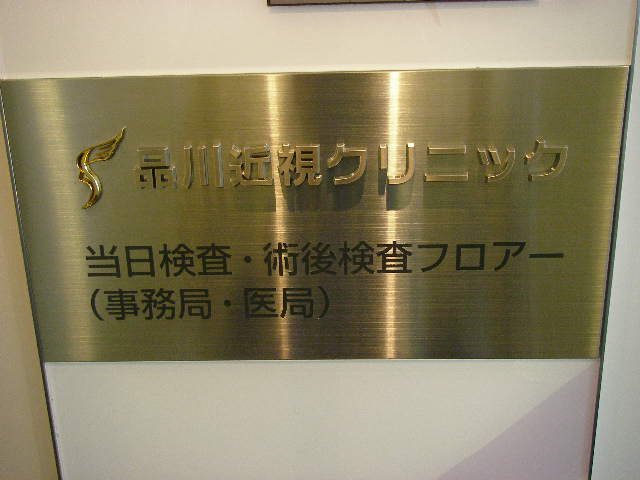 品川近視クリニック
当日検査・術後検査フロアー
（事務局・医局）